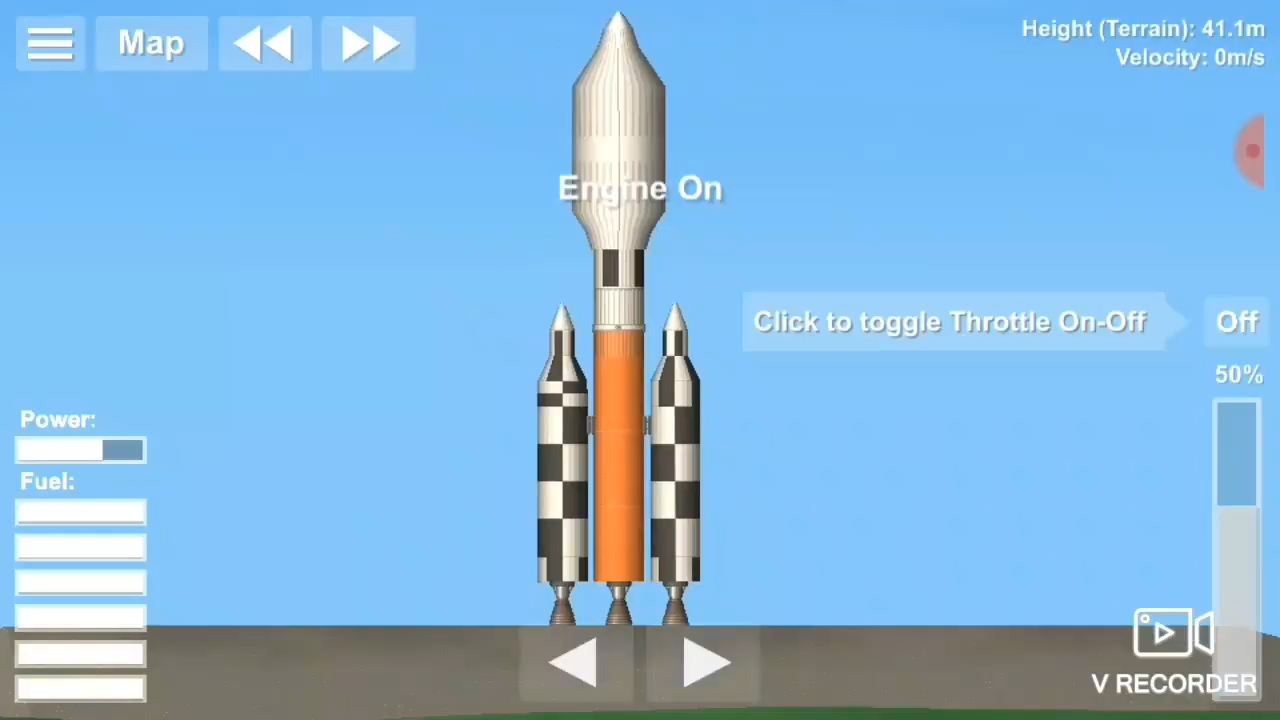 Map
Height (Terrain): 41.1m
Velocity: 0m/s
Engine On
Click to toggle Throttle On-Off
Off
50%
Power:
Fuel:
V RECORDER